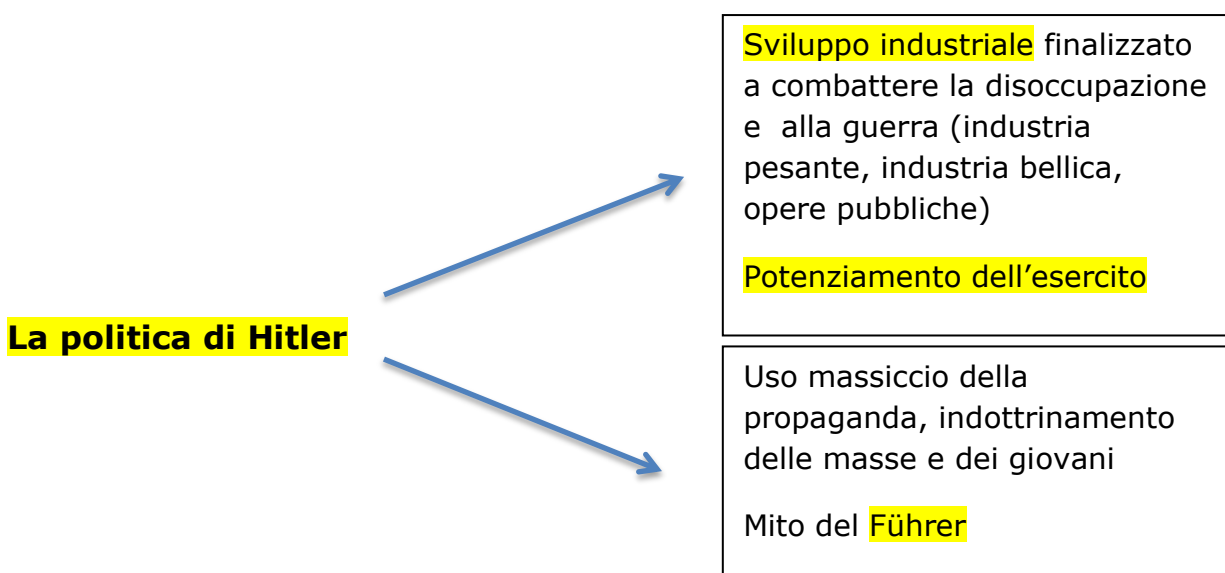 Sviluppo industriale finalizzato
a combattere la disoccupazione
e alla guerra (industria
pesante, industria bellica,
opere pubbliche)
Potenziamento dell’esercito
La politica di Hitler
Uso massiccio della
propaganda, indottrinamento
delle masse e dei giovani
Mito del Führer